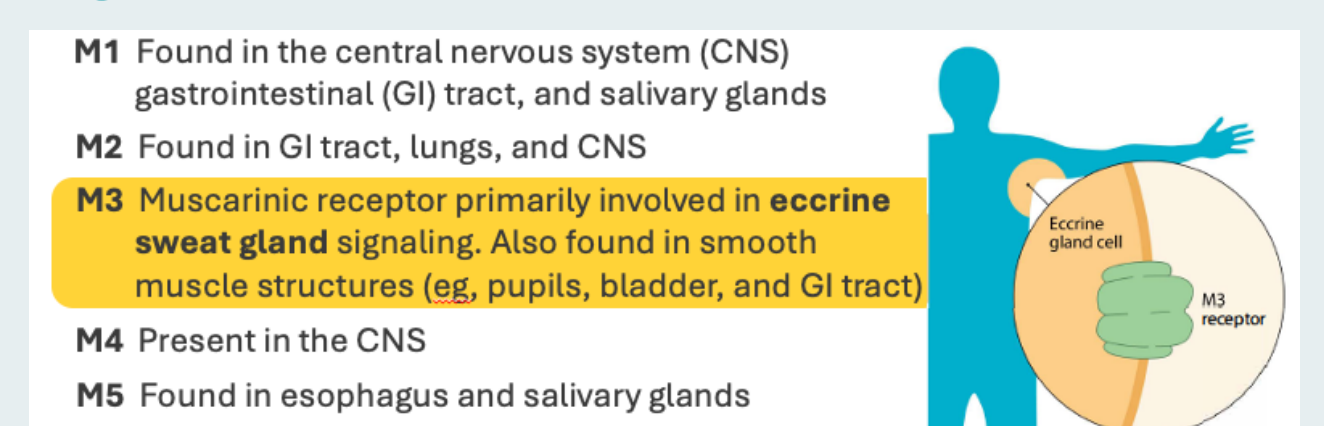 M1 Found in the central nervous system (CNS)
gastrointestinal (GI) tract, and salivary glands
M2 Found in GI tract, lungs, and CNS
M3 Muscarinic receptor primarily involved in eccrine
sweat gland signaling. Also found in smooth
muscle structures (eg, pupils, bladder, and GI tract)
M4 Present in the CNS
M5 Found in esophagus and salivary glands
Eccrine
gland cell
M3
receptor